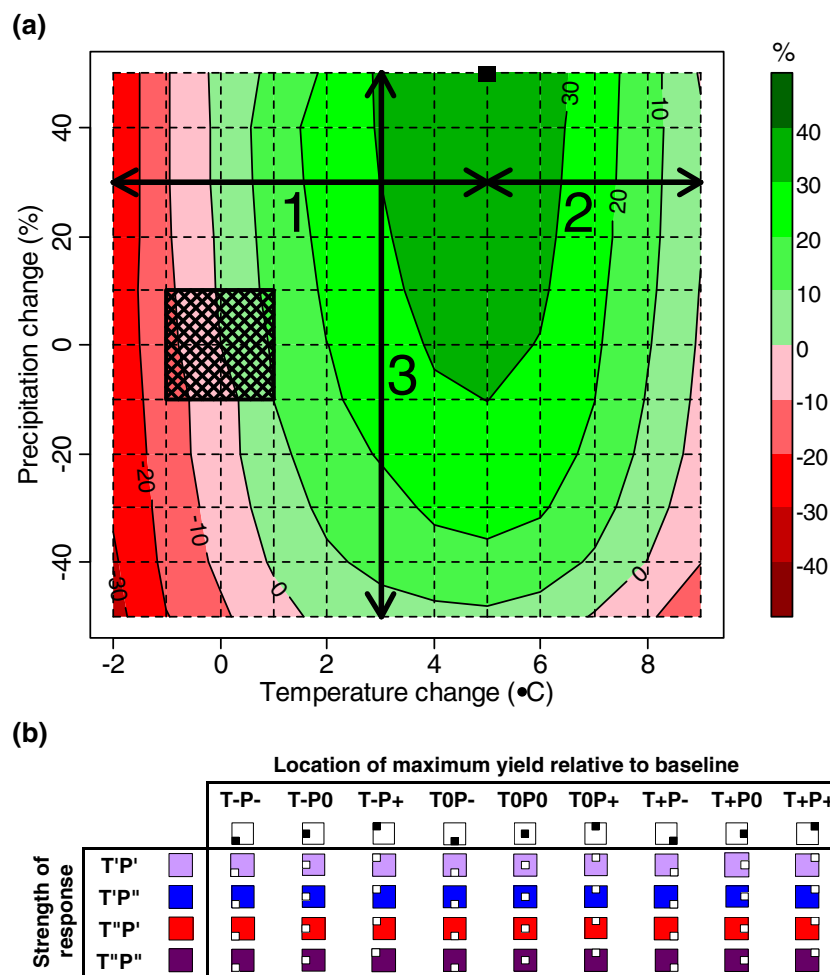 (a)
%
40
20
0
-20
-40
Precipitation change (%)
-2
0
2
4
6
8
Temperature change (•C)
1
2
3
30
20
10
0
0
-10
-20
-30
40
30
20
10
0
-10
-20
-30
-40
(b)
Location of maximum yield relative to baseline
T-P- T-P0 T-P+ T0P- T0P0 T0P+ T+P- T+P0 T+P+
Strength of
response
T'P'
T'P"
T"P'
T"P"